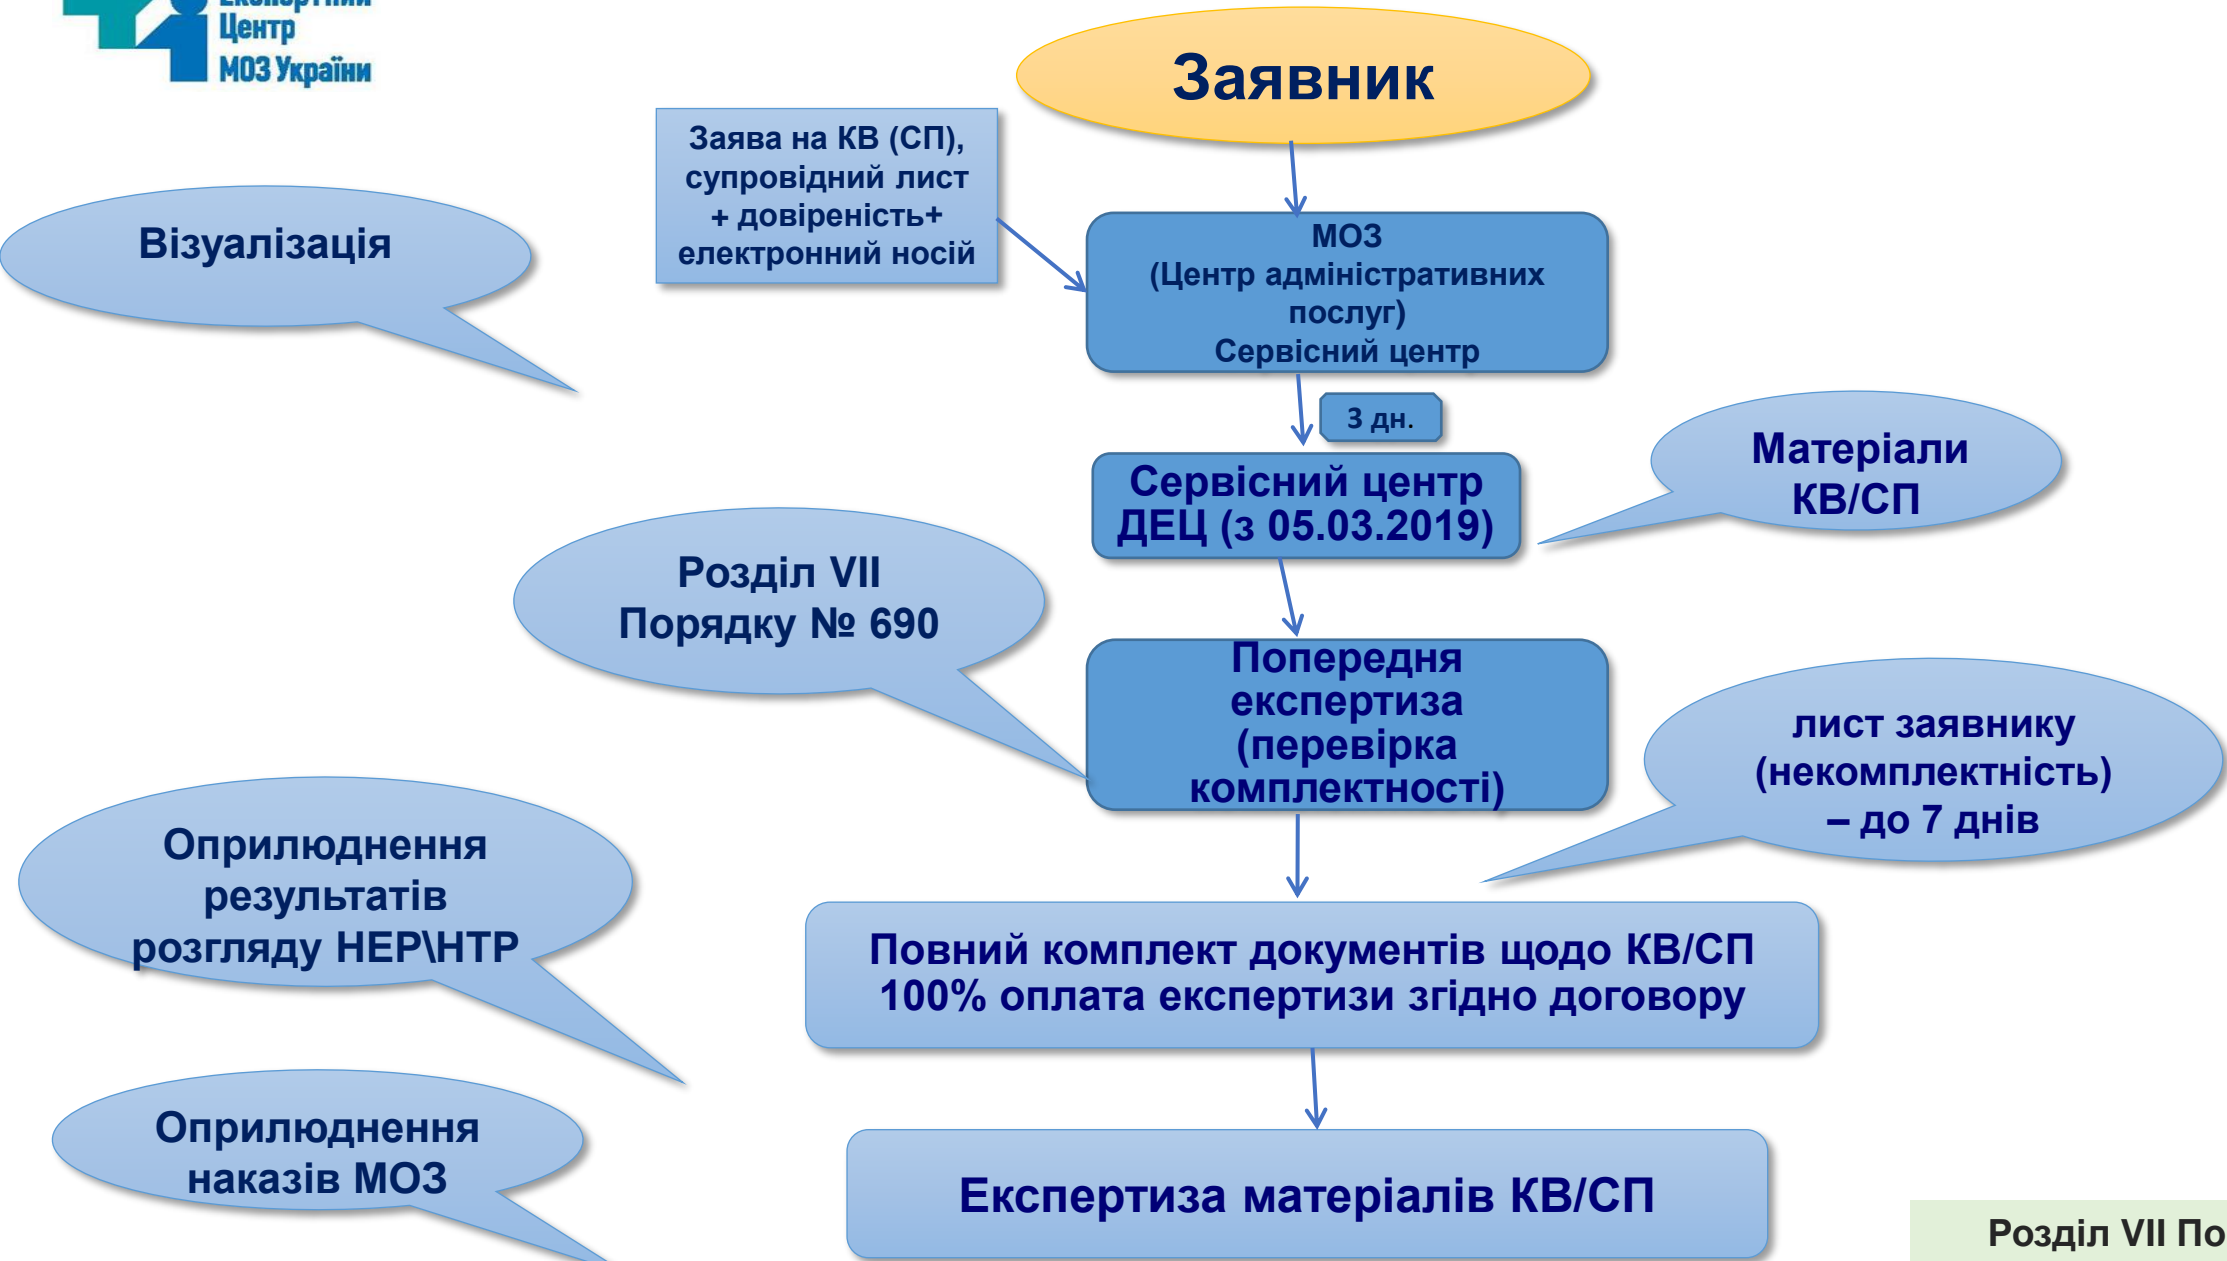 Центр
МОЗ України
Заявник
Заява на КВ (СП),
супровідний лист
+ довіреність+
електронний носій
Візуалізація
МОЗ
(Центр адміністративних
послуг)
Сервісний центр
3 дн.
Сервісний центр
ДЕЦ (з 05.03.2019)
Матеріали
КВ/СП
Розділ VII
Порядку № 690
Попередня
експертиза
(перевірка
комплектності)
лист заявнику
(некомплектність)
– до 7 днів
Оприлюднення
результатів
розгляду НЕР\НТР
Повний комплект документів щодо КВ/СП
100% оплата експертизи згідно договору
Оприлюднення
наказів МОЗ
Експертиза матеріалів КВ/СП
Розділ VII По